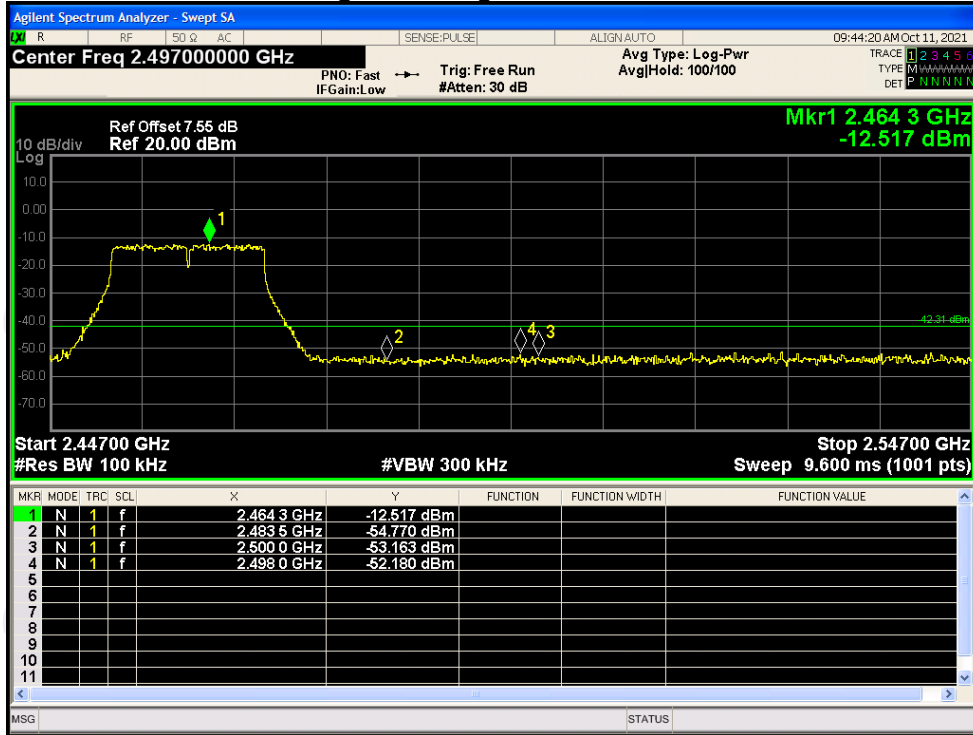 Agilent Spectrum Analyzer - Swept SA
LXI R RF 50 Ω AC SENSE:PULSE ALIGN AUTO 09:44:20 AM Oct 11, 2021
Center Freq 2.497000000 GHz Avg Type: Log-Pwr TRACE 1 2 3 4 5 6
PNO: Fast Trig: Free Run Avg|Hold: 100/100 TYPE M
IFGain:Low #Atten: 30 dB DET P N N N N N
Mkr1 2.464 3 GHz
Ref Offset 7.55 dB
10 dB/div Ref 20.00 dBm -12.517 dBm
Log
10.0
0.00
1
-10.0
-20.0
-30.0
-40.0 -42.31 dBm
2 4 3
-50.0
-60.0
-70.0
Start 2.44700 GHz Stop 2.54700 GHz
#Res BW 100 kHz #VBW 300 kHz Sweep 9.600 ms (1001 pts)
MKR MODE TRC SCL X Y FUNCTION FUNCTION WIDTH FUNCTION VALUE
1 N 1 f 2.464 3 GHz -12.517 dBm
2 N 1 f 2.483 5 GHz -54.770 dBm
3 N 1 f 2.500 0 GHz -53.163 dBm
4 N 1 f 2.498 0 GHz -52.180 dBm
5
6
7
8
9
10
11
MSG STATUS